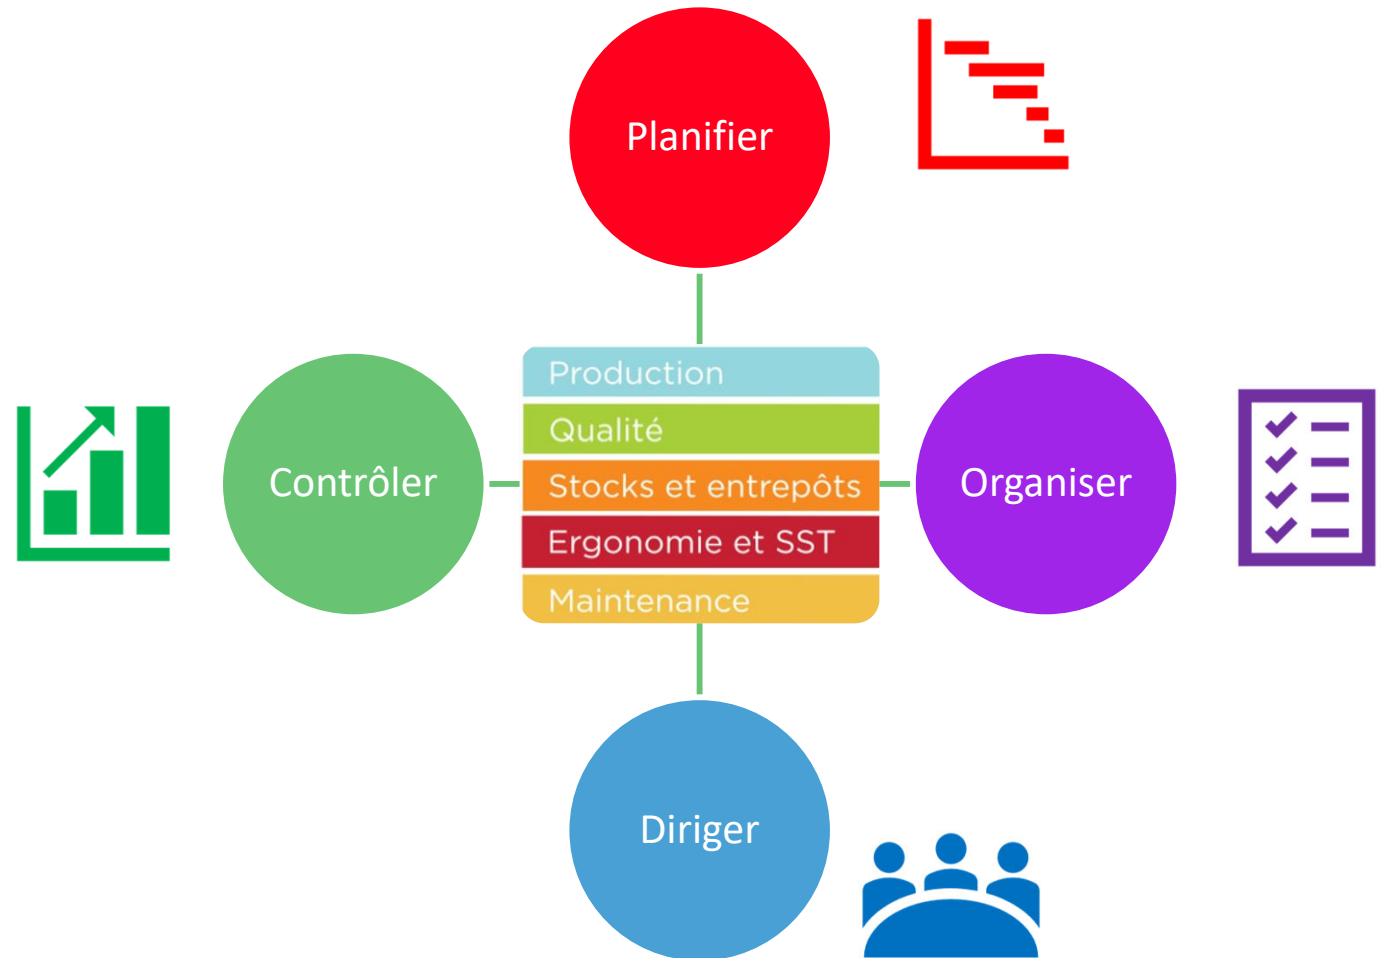 Planifier
Production
Qualité
Stocks et entrepôts
Ergonomie et SST
Maintenance
Contrôler
Organiser
Diriger